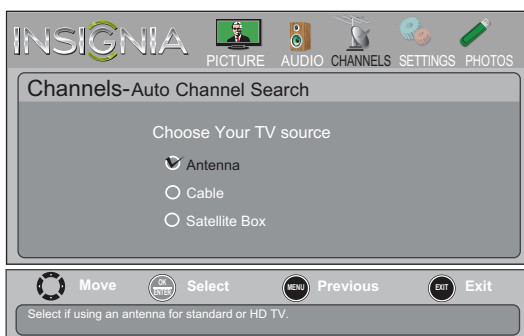 INSIGNIA
PICTURE AUDIO CHANNELS SETTINGS PHOTOS
Channels-Auto Channel Search
Choose Your TV source
Antenna
Cable
Satellite Box
Move OK ENTER Select MENU Previous EXIT Exit
Select if using an antenna for standard or HD TV.